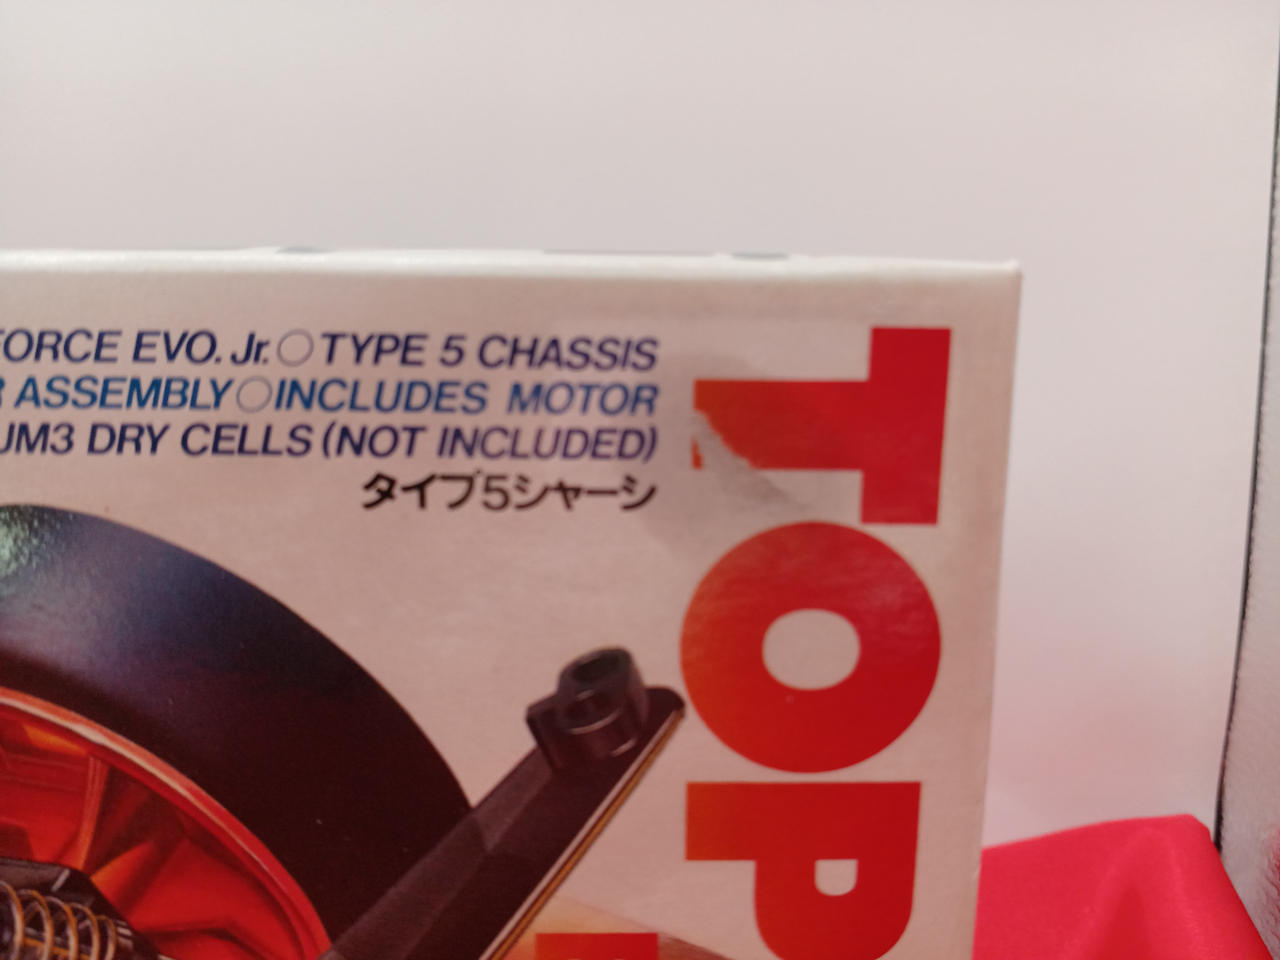 FORCE EVO. Jr.○TYPE 5 CHASSIS
ASSEMBLY○INCLUDES MOTOR
UM3 DRY CELLS (NOT INCLUDED)
タイプ5シャーシ
TOP